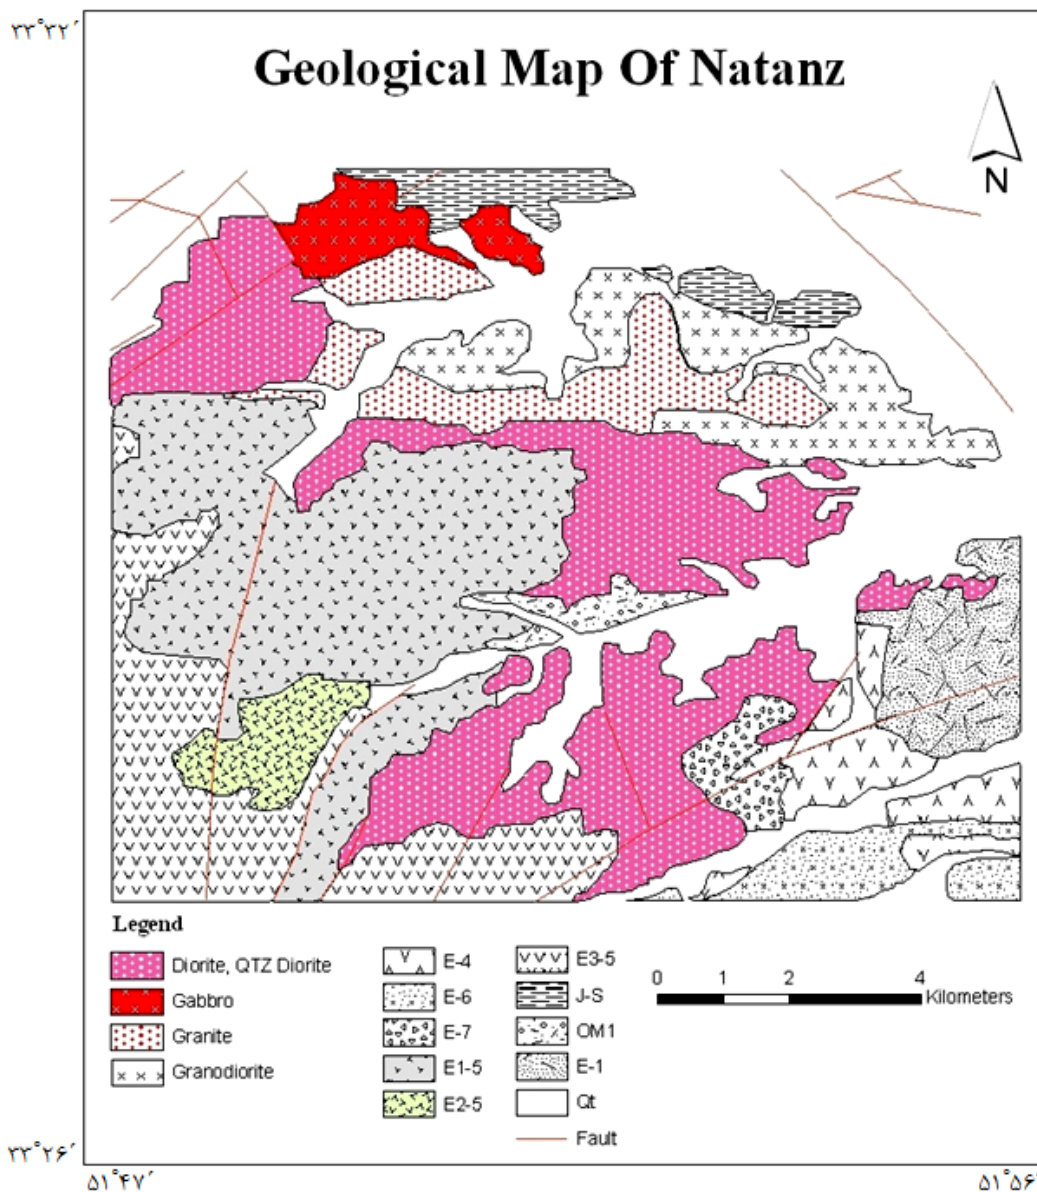 ۳۳°۳۲′
Geological Map Of Natanz
N
Legend
Diorite, QTZ Diorite
Gabbro
Granite
Granodiorite
E-4
E-6
E-7
E1-5
E2-5
E3-5
J-S
OM1
E-1
Qt
Fault
0 1 2 4
Kilometers
۳۳°۲۶′
۵۱°۴۷′
۵۱°۵۶′